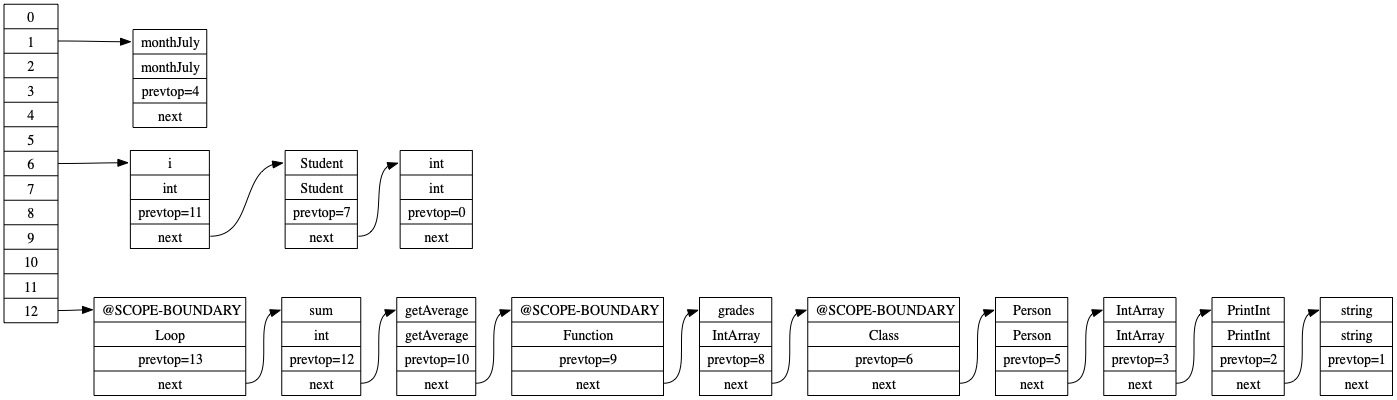 0
1
2
3
4
5
6
7
8
9
10
11
12
monthJuly
monthJuly
prevtop=4
next
i
int
prevtop=11
next
Student
Student
prevtop=7
next
int
int
prevtop=0
next
@SCOPE-BOUNDARY
Loop
prevtop=13
next
sum
int
prevtop=12
next
getAverage
getAverage
prevtop=10
next
@SCOPE-BOUNDARY
Function
prevtop=9
next
grades
IntArray
prevtop=8
next
@SCOPE-BOUNDARY
Class
prevtop=6
next
Person
Person
prevtop=5
next
IntArray
IntArray
prevtop=3
next
PrintInt
PrintInt
prevtop=2
next
string
string
prevtop=1
next